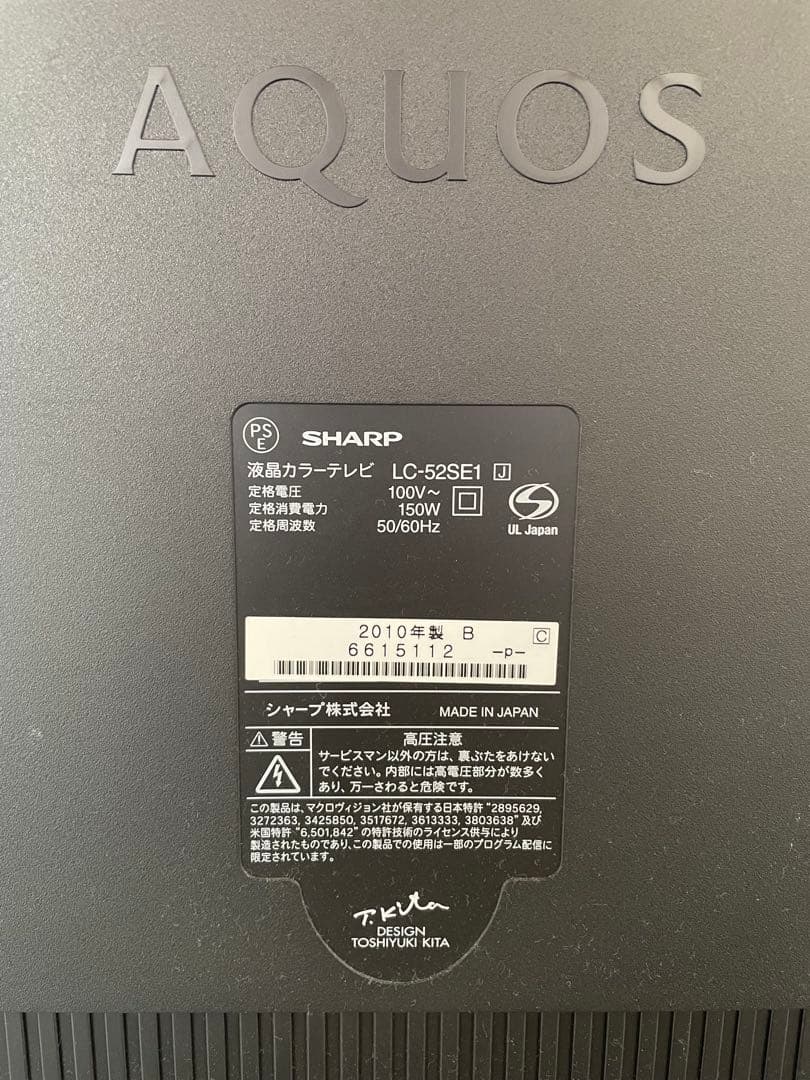 AQUOS
PS
E
SHARP
液晶カラーテレビ LC-52SE1 J
定格電圧 100V～
定格消費電力 150W
定格周波数 50/60Hz
UL Japan
2010年製 B C
6615112 -p-
シャープ株式会社 MADE IN JAPAN
警告 高圧注意
サービスマン以外の方は、裏ぶたをあけない
でください。内部には高電圧部分が数多く
あり、万一さわると危険です。
この製品は、マクロヴィジョン社が保有する日本特許 "2895629,
3272363, 3425850, 3517672, 3613333, 3803638" 及び
米国特許 "6,501,842" の特許技術のライセンス供与により
製造されたものであり、この製品での使用は一部のプログラム配信に
限定されています。
T.Kita
DESIGN
TOSHIYUKI KITA